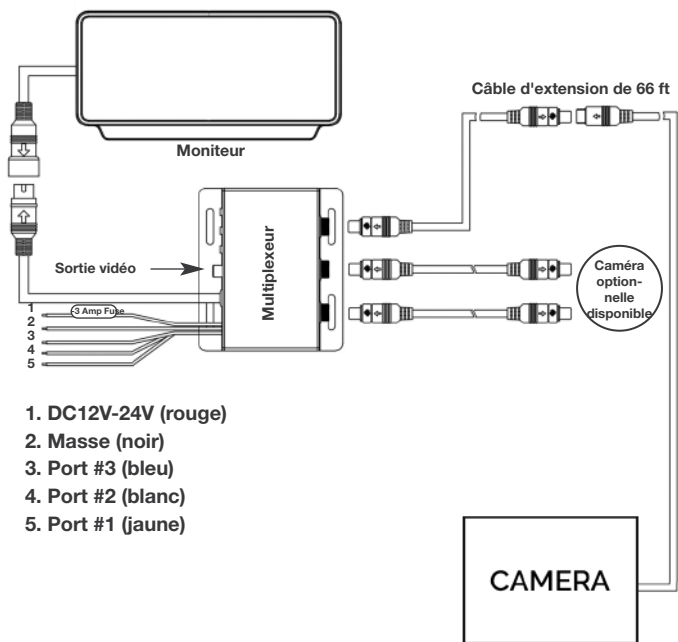 Câble d'extension de 66 ft
Moniteur
Multiplexeur
Sortie vidéo
Caméra
option-
nelle
disponible
1
3 Amp Fuse
2
3
4
5
1. DC12V-24V (rouge)
2. Masse (noir)
3. Port #3 (bleu)
4. Port #2 (blanc)
5. Port #1 (jaune)
CAMERA